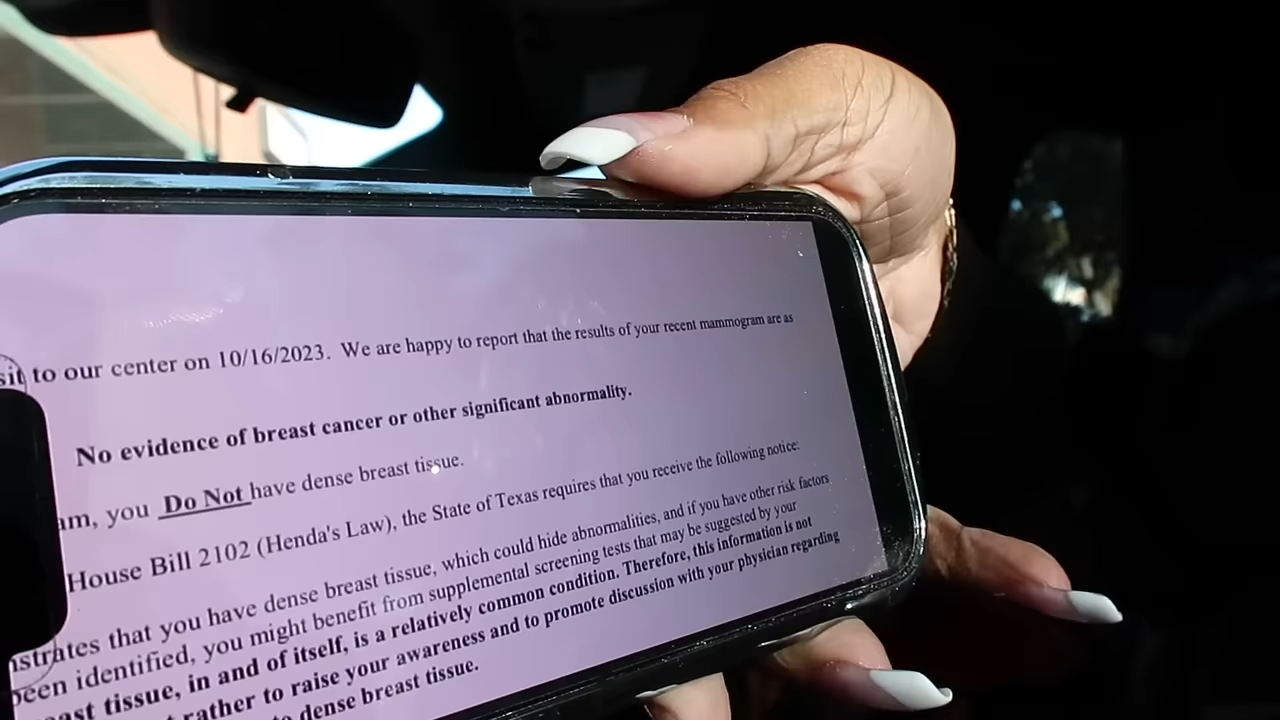 sit to our center on 10/16/2023. We are happy to report that the results of your recent mammogram are as
No evidence of breast cancer or other significant abnormality.
am, you Do Not have dense breast tissue.
House Bill 2102 (Henda's Law), the State of Texas requires that you receive the following notice:
nstrates that you have dense breast tissue, which could hide abnormalities, and if you have other risk factors
been identified, you might benefit from supplemental screening tests that may be suggested by your
east tissue, in and of itself, is a relatively common condition. Therefore, this information is not
rather to raise your awareness and to promote discussion with your physician regarding
to dense breast tissue.